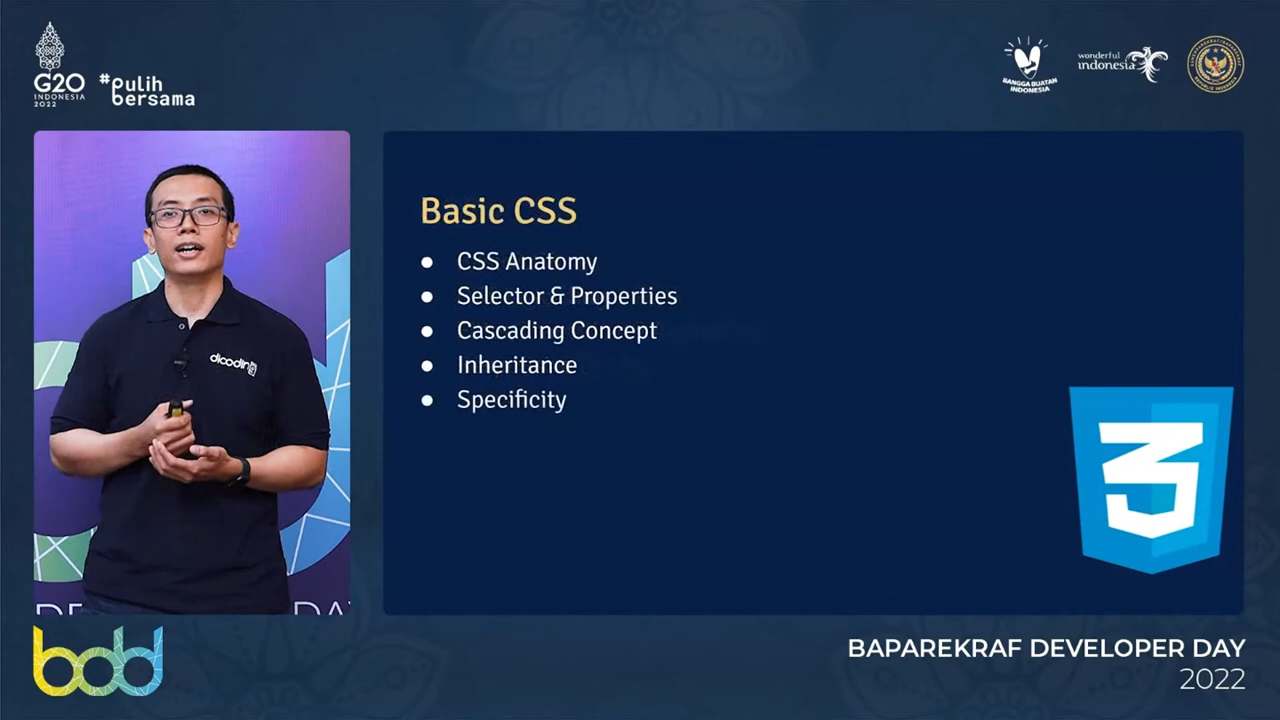 G20
INDONESIA
2022
#pulih
bersama
BANGGA BUATAN
INDONESIA
wonderful
indonesia
dicoding
Basic CSS
● CSS Anatomy
● Selector & Properties
● Cascading Concept
● Inheritance
● Specificity
3
bdd
BAPAREKRAF DEVELOPER DAY
2022